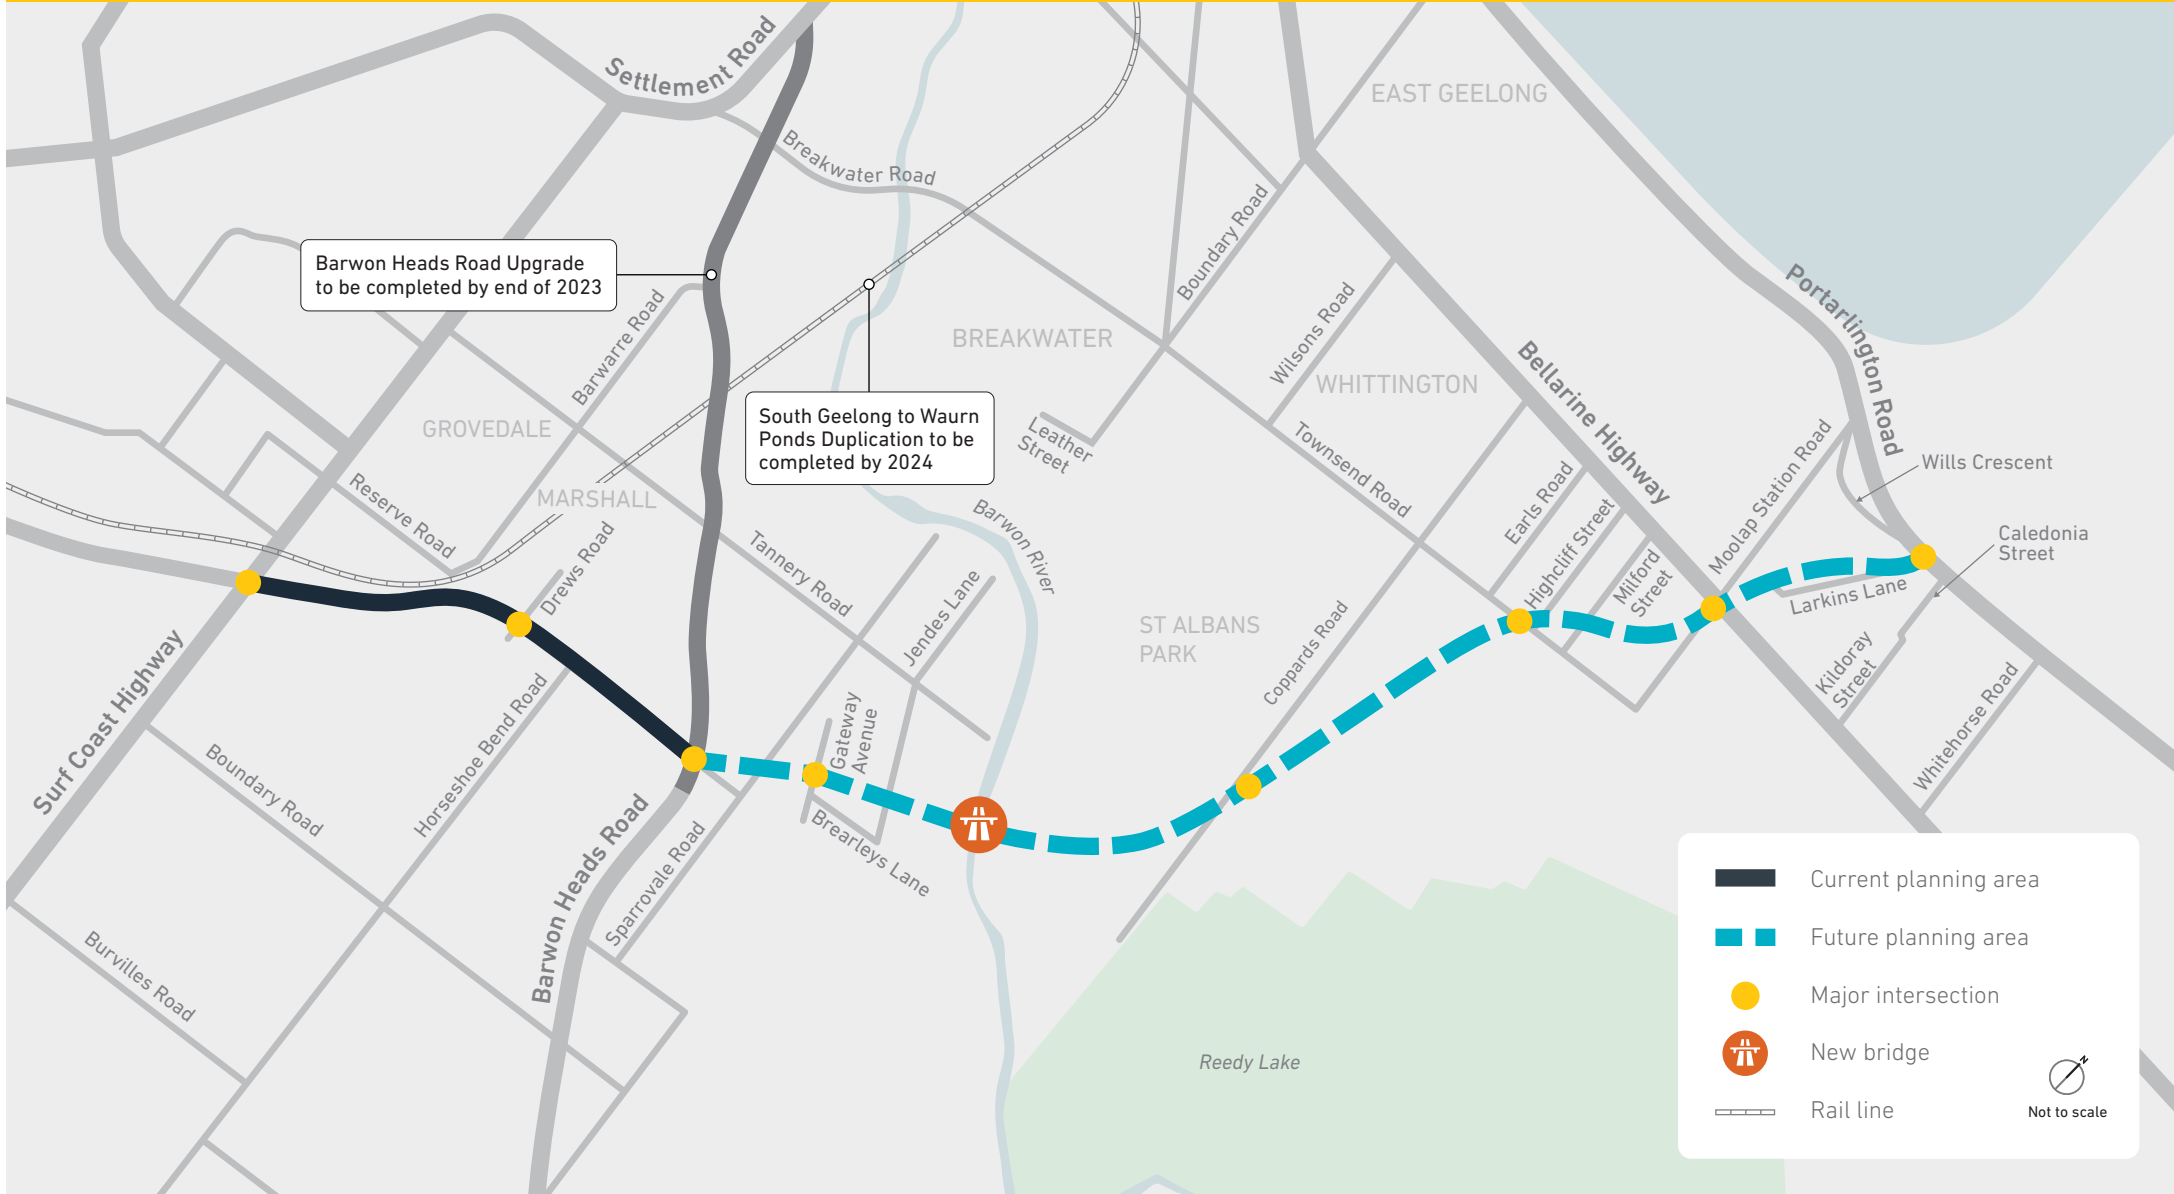 Settlement Road
EAST GEELONG
Breakwater Road
Boundary Road
Barwon Heads Road Upgrade
to be completed by end of 2023
Portarlington Road
Barwarre Road
BREAKWATER
Wilsons Road
WHITTINGTON
Bellarine Highway
South Geelong to Waurn
Ponds Duplication to be
completed by 2024
GROVEDALE
Leather
Street
Townsend Road
Moolap Station Road
Wills Crescent
MARSHALL
Reserve Road
Earls Road
Highcliff Street
Barwon River
Drews Road
Tannery Road
Caledonia
Street
Milford
Street
Jendes Lane
Larkins Lane
ST ALBANS
PARK
Coppards Road
Kildoray
Street
Surf Coast Highway
Horseshoe Bend Road
Gateway
Avenue
Whitehorse Road
Boundary Road
Brearleys Lane
Barwon Heads Road
Sparrovale Road
Burvilles Road
Reedy Lake
Current planning area
Future planning area
Major intersection
New bridge
Rail line
N
Not to scale